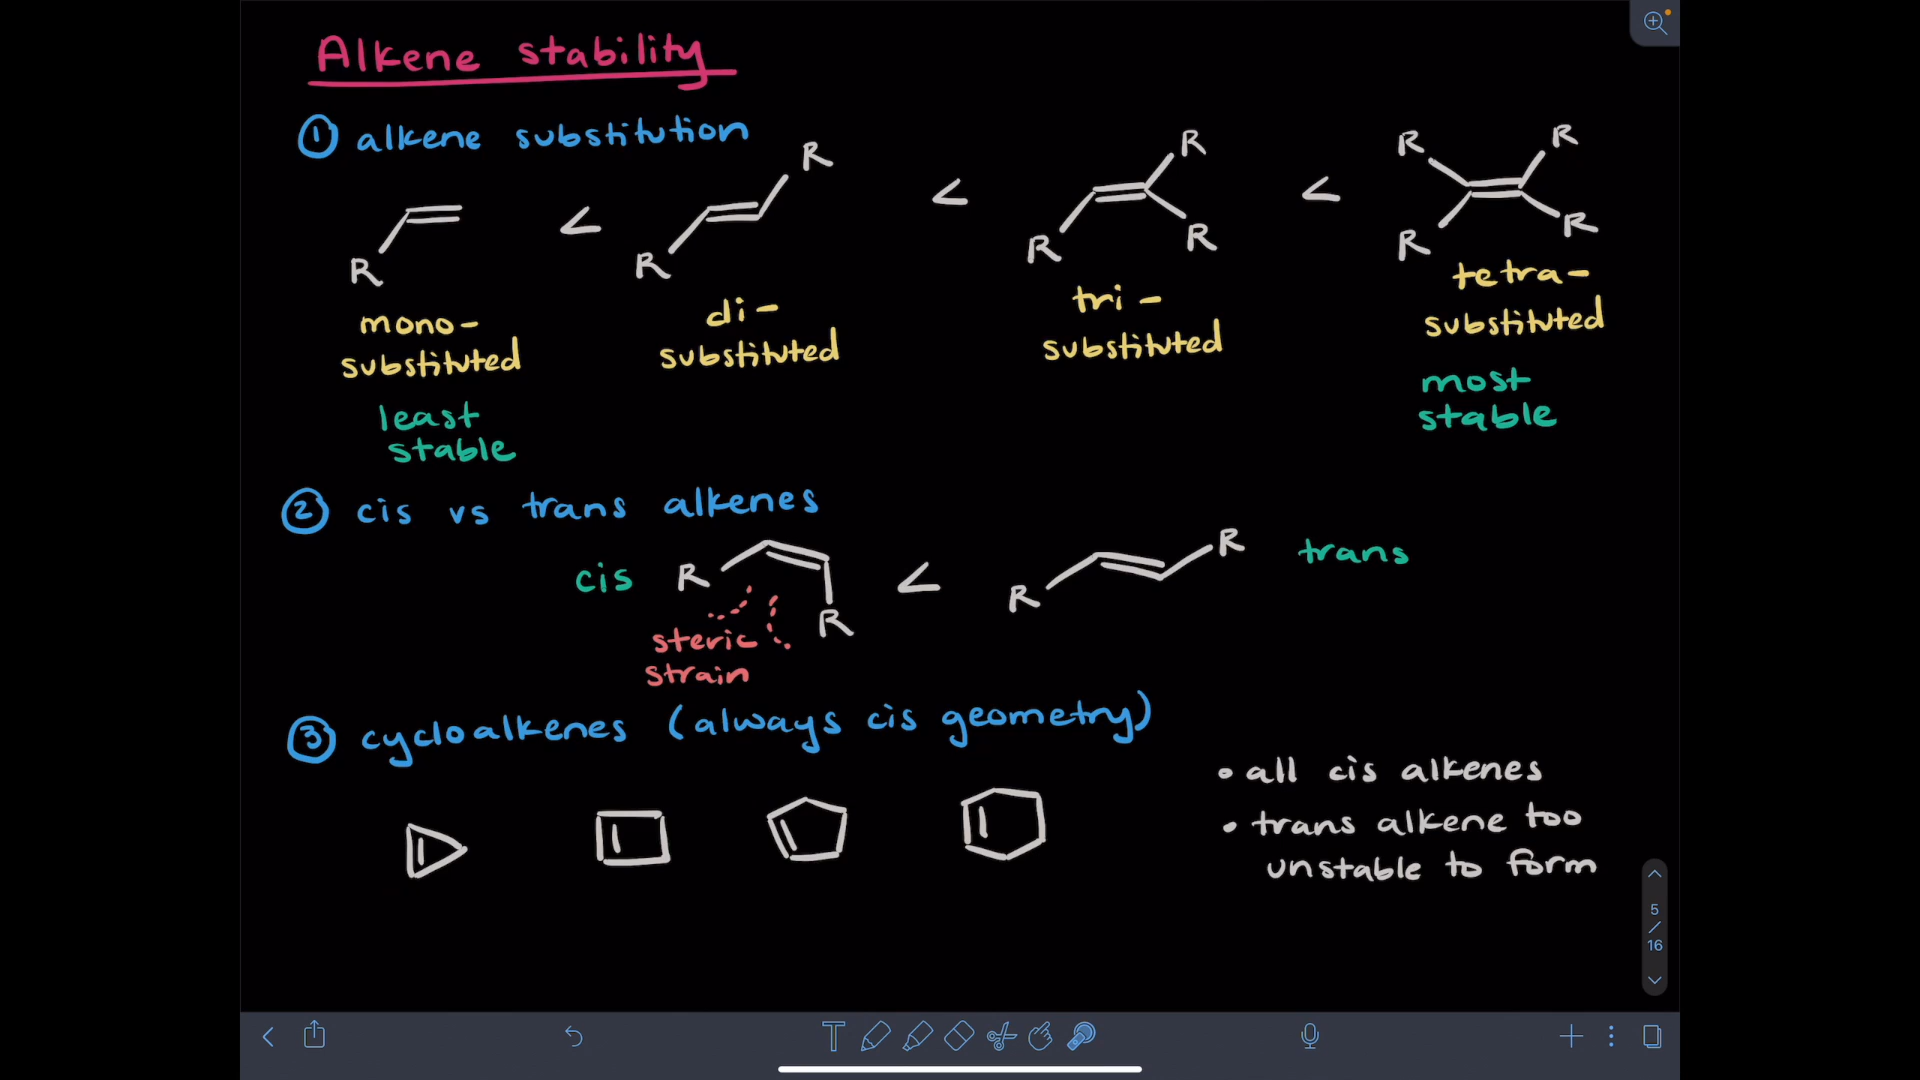 Alkene stability
① alkene substitution
R < R R < R R R < R R R R
mono-
substituted
di-
substituted
tri-
substituted
tetra-
substituted
least
stable
most
stable
② cis vs trans alkenes
cis R R < R R trans
steric
strain
③ cycloalkenes (always cis geometry)
• all cis alkenes
• trans alkene too
unstable to form
5
/
16
T